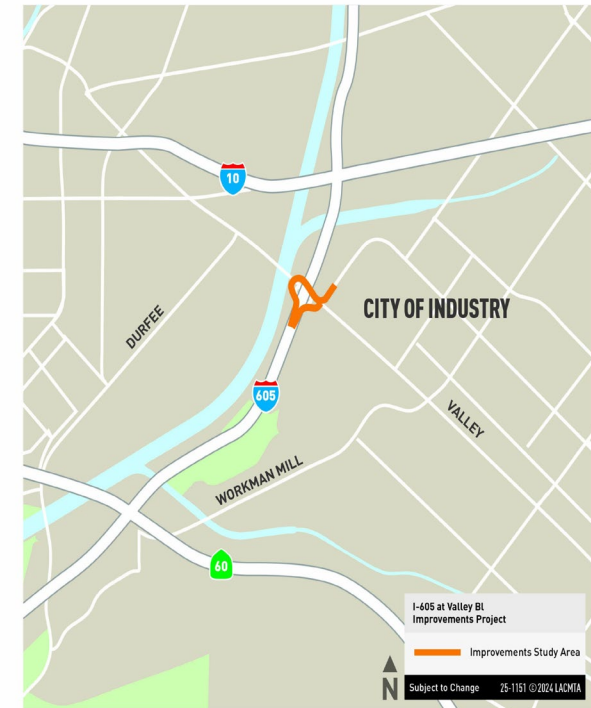 10
CITY OF INDUSTRY
DURFEE
605
VALLEY
WORKMAN MILL
60
I-605 at Valley Bl
Improvements Project
Improvements Study Area
N
Subject to Change 25-1151 ©2024 LACMTA